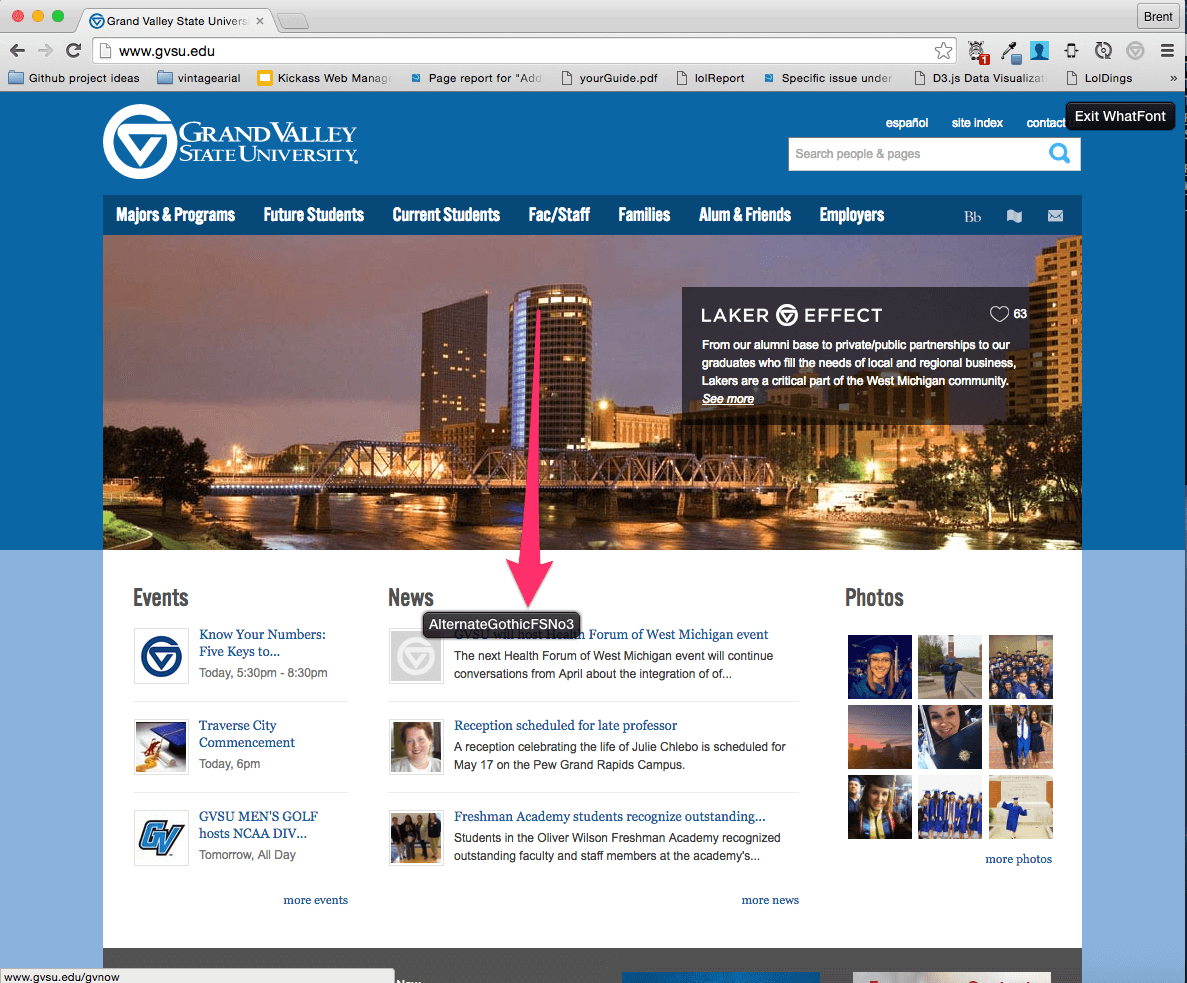 Grand Valley State Univers
Brent
www.gvsu.edu
1
Github project ideas
vintagearial
Kickass Web Manage
Page report for "Add
yourGuide.pdf
lolReport
Specific issue under
D3.js Data Visualizat
LolDings
»
GRAND VALLEY
STATE UNIVERSITY.
español
site index
contact
Exit WhatFont
Search people & pages
Majors & Programs
Future Students
Current Students
Fac/Staff
Families
Alum & Friends
Employers
Bb
LAKER EFFECT
63
From our alumni base to private/public partnerships to our
graduates who fill the needs of local and regional business,
Lakers are a critical part of the West Michigan community.
See more
Events
Know Your Numbers:
Five Keys to...
Today, 5:30pm - 8:30pm
Traverse City
Commencement
Today, 6pm
GV
GVSU MEN'S GOLF
hosts NCAA DIV...
Tomorrow, All Day
more events
News
AlternateGothicFSNo3
GVSU will host Health Forum of West Michigan event
The next Health Forum of West Michigan event will continue
conversations from April about the integration of of...
Reception scheduled for late professor
A reception celebrating the life of Julie Chlebo is scheduled for
May 17 on the Pew Grand Rapids Campus.
Freshman Academy students recognize outstanding...
Students in the Oliver Wilson Freshman Academy recognized
outstanding faculty and staff members at the academy's...
more news
Photos
more photos
www.gvsu.edu/gvnow